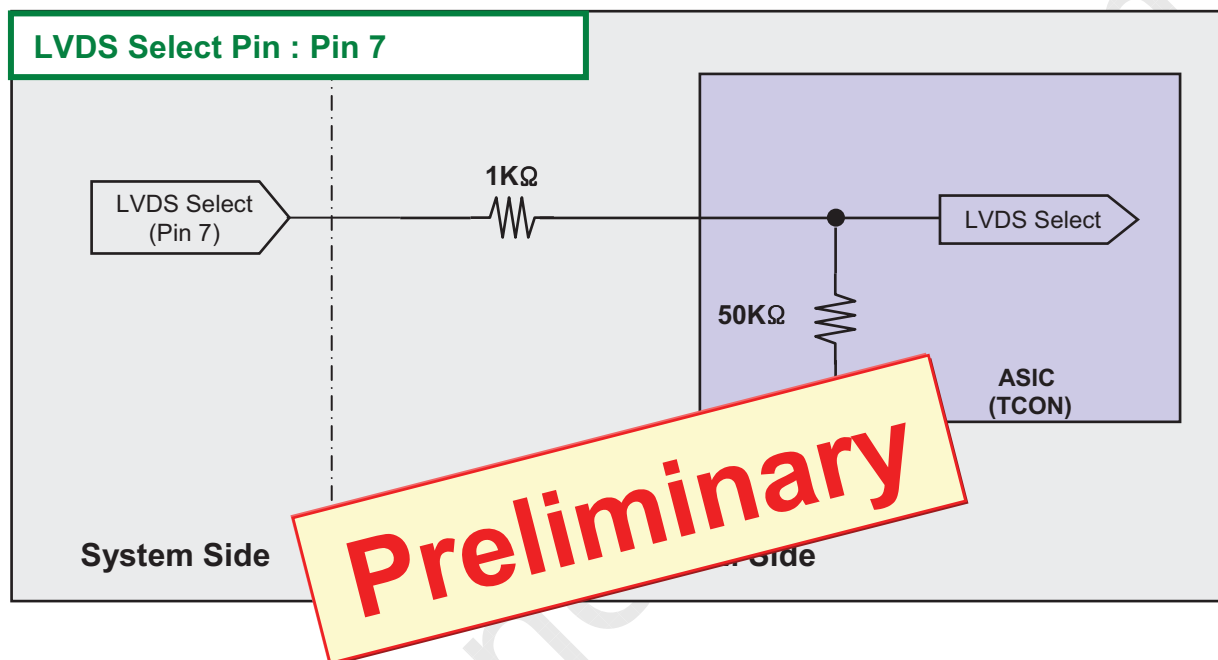 LVDS Select Pin : Pin 7
1KΩ
LVDS Select
(Pin 7)
LVDS Select
50KΩ
ASIC
(TCON)
Preliminary
System Side
Side